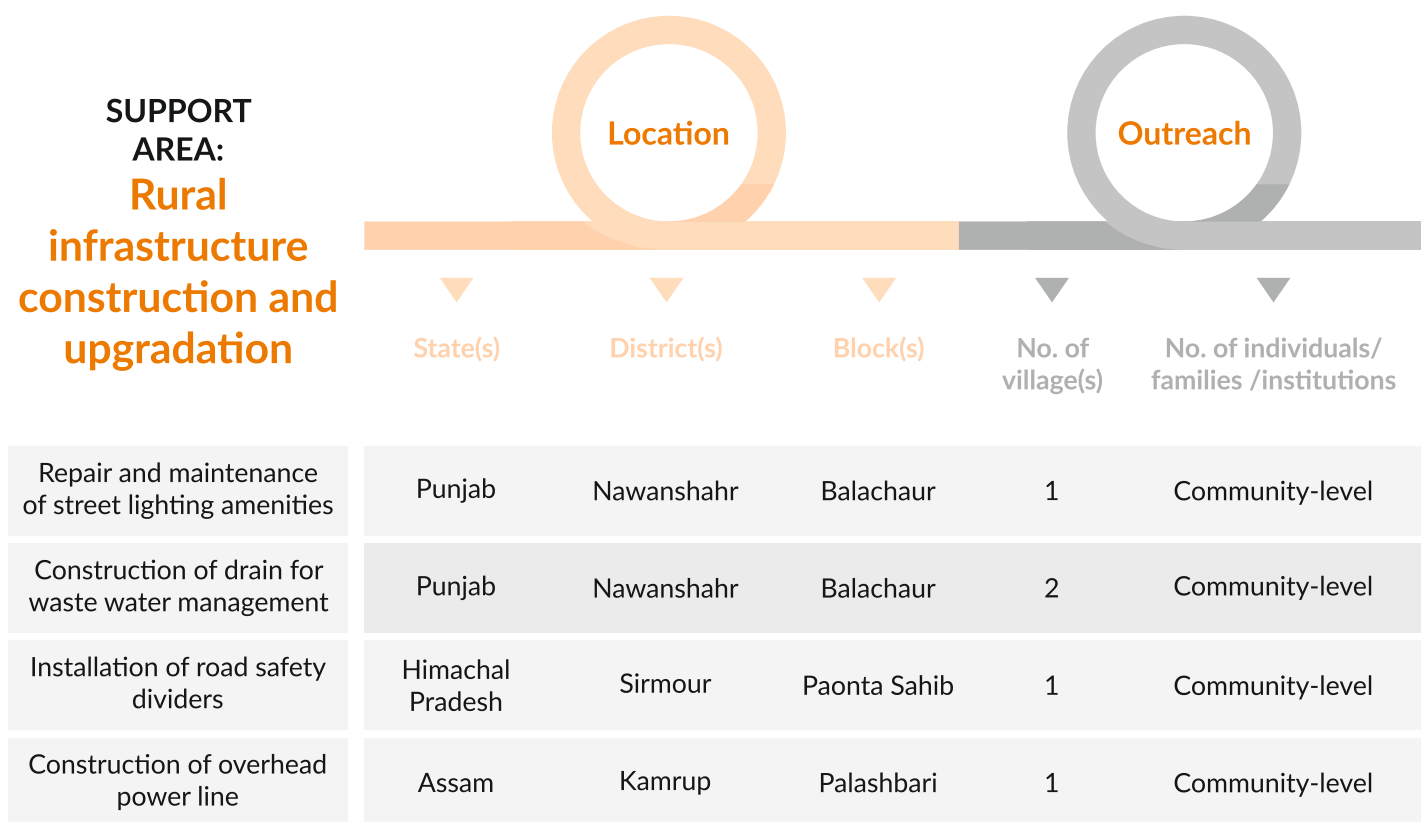 SUPPORT
AREA:
Rural
infrastructure
construction and
upgradation
Location
Outreach
State(s)
District(s)
Block(s)
No. of
village(s)
No. of individuals/
families /institutions
Repair and maintenance
of street lighting amenities
Punjab
Nawanshahr
Balachaur
1
Community-level
Construction of drain for
waste water management
Punjab
Nawanshahr
Balachaur
2
Community-level
Installation of road safety
dividers
Himachal
Pradesh
Sirmour
Paonta Sahib
1
Community-level
Construction of overhead
power line
Assam
Kamrup
Palashbari
1
Community-level